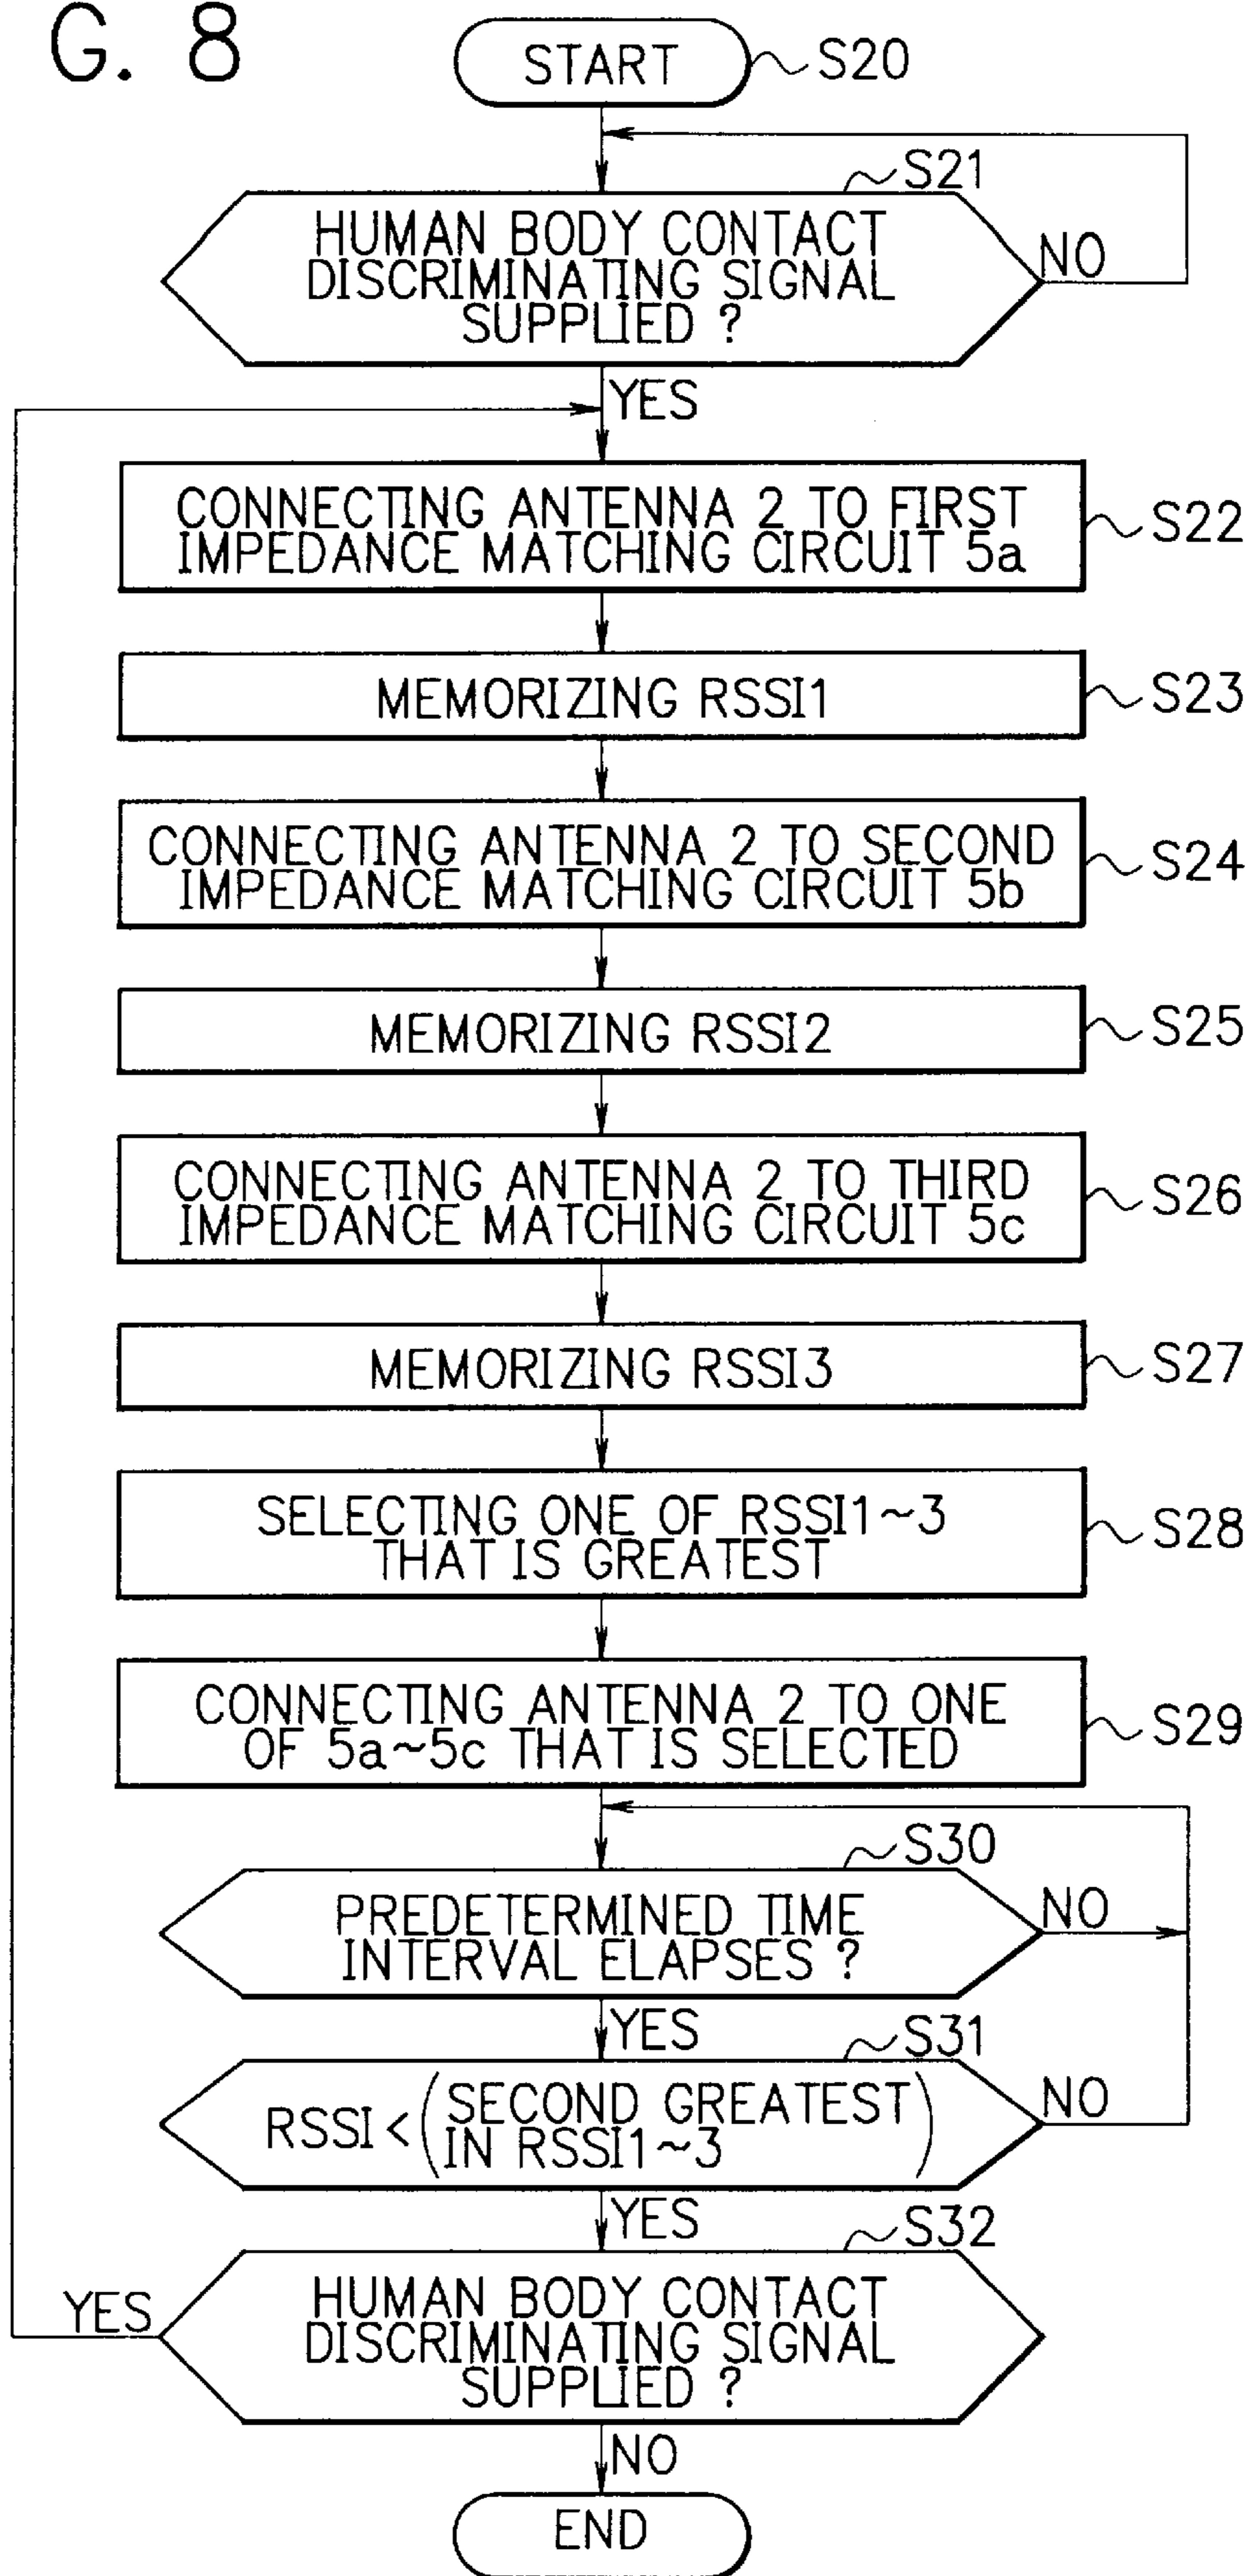 G. 8
START
S20
S21
HUMAN BODY CONTACT
DISCRIMINATING SIGNAL
SUPPLIED ?
NO
YES
CONNECTING ANTENNA 2 TO FIRST
IMPEDANCE MATCHING CIRCUIT 5a
S22
MEMORIZING RSSI1
S23
CONNECTING ANTENNA 2 TO SECOND
IMPEDANCE MATCHING CIRCUIT 5b
S24
MEMORIZING RSSI2
S25
CONNECTING ANTENNA 2 TO THIRD
IMPEDANCE MATCHING CIRCUIT 5c
S26
MEMORIZING RSSI3
S27
SELECTING ONE OF RSSI1~3
THAT IS GREATEST
S28
CONNECTING ANTENNA 2 TO ONE
OF 5a~5c THAT IS SELECTED
S29
S30
PREDETERMINED TIME
INTERVAL ELAPSES ?
NO
YES
S31
RSSI < (SECOND GREATEST
IN RSSI1~3)
NO
YES
S32
HUMAN BODY CONTACT
DISCRIMINATING SIGNAL
SUPPLIED ?
YES
NO
END